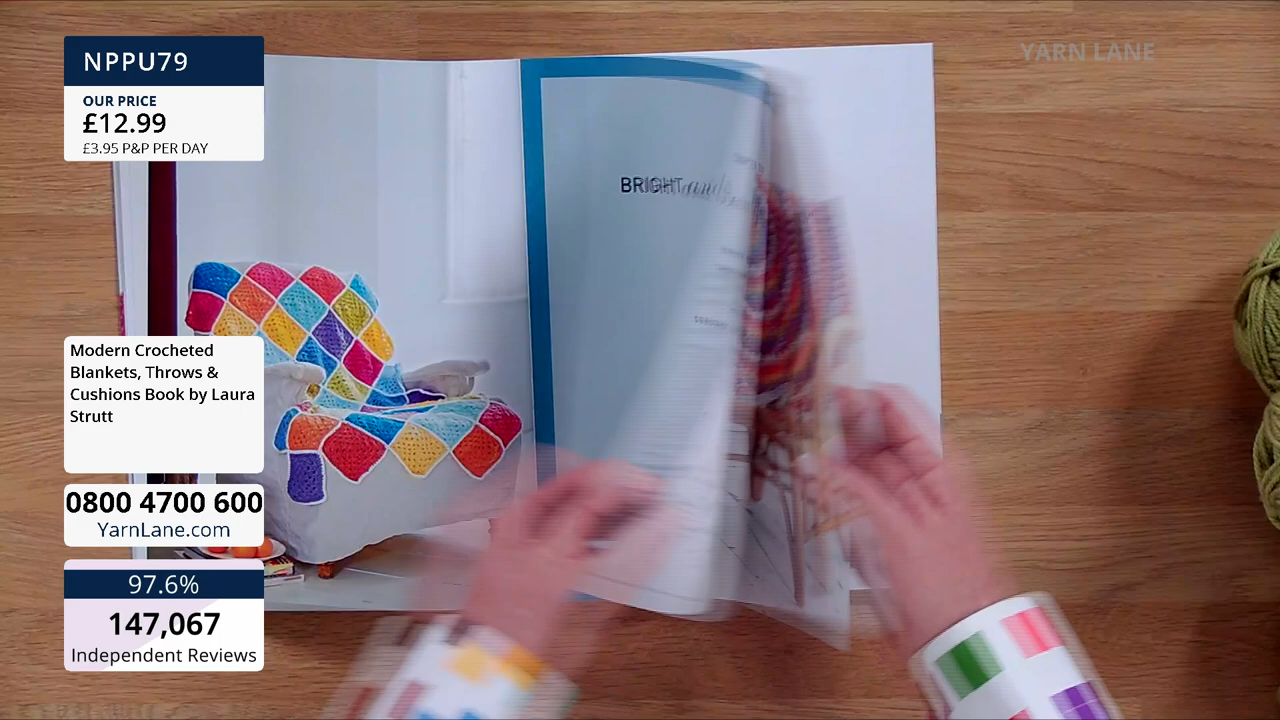 NPPU79
OUR PRICE
£12.99
£3.95 P&P PER DAY
YARN LANE
BRIGHT and
Modern Crocheted
Blankets, Throws &
Cushions Book by Laura
Strutt
0800 4700 600
YarnLane.com
97.6%
147,067
Independent Reviews